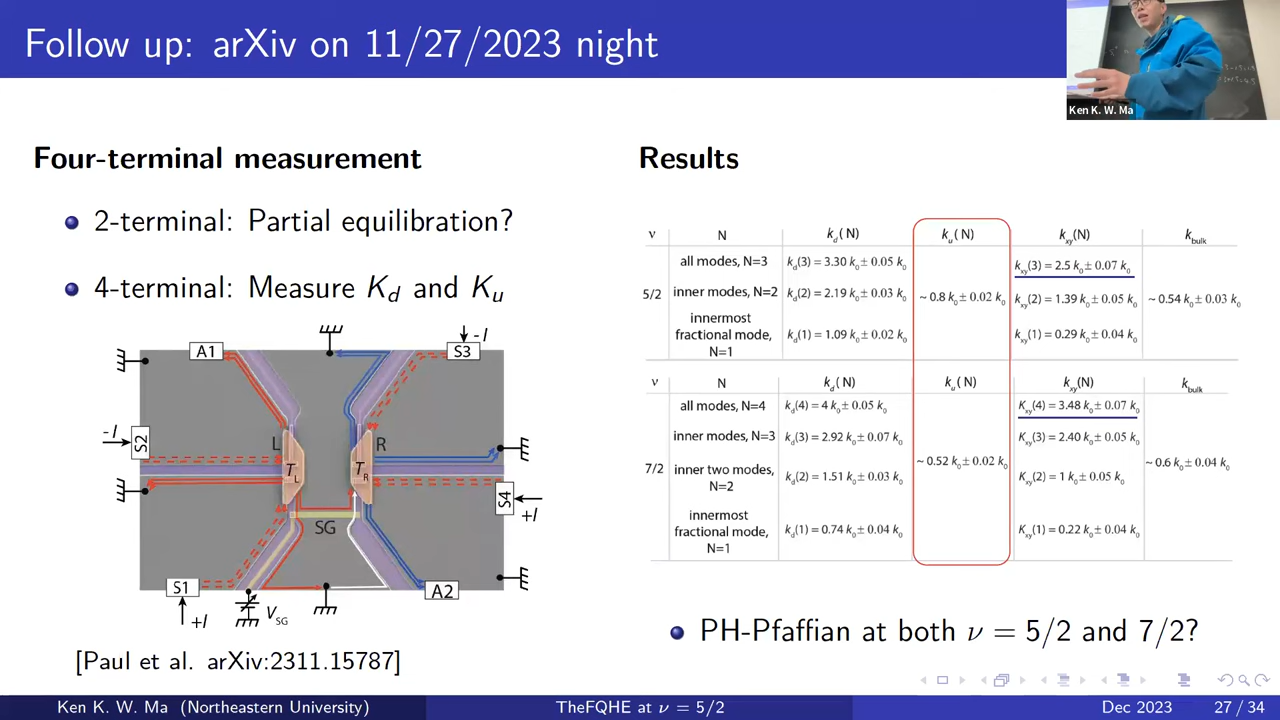 Follow up: arXiv on 11/27/2023 night
Ken K. W. Ma
Four-terminal measurement
2-terminal: Partial equilibration?
4-terminal: Measure K_d and K_u
A1
S3
-I
-I
S2
L
R
T_L
T_R
SG
S4
+I
S1
A2
+I
V_SG
[Paul et al. arXiv:2311.15787]
Results
ν N k_d(N) k_u(N) k_xy(N) k_bulk
5/2
all modes, N=3 k_d(3) = 3.30 k_0 ± 0.05 k_0 k_xy(3) = 2.5 k_0 ± 0.07 k_0
inner modes, N=2 k_d(2) = 2.19 k_0 ± 0.03 k_0 ~ 0.8 k_0 ± 0.02 k_0 k_xy(2) = 1.39 k_0 ± 0.05 k_0 ~ 0.54 k_0 ± 0.03 k_0
innermost
fractional mode, k_d(1) = 1.09 k_0 ± 0.02 k_0 k_xy(1) = 0.29 k_0 ± 0.04 k_0
N=1
ν N k_d(N) k_u(N) k_xy(N) k_bulk
7/2
all modes, N=4 k_d(4) = 4 k_0 ± 0.05 k_0 K_xy(4) = 3.48 k_0 ± 0.07 k_0
inner modes, N=3 k_d(3) = 2.92 k_0 ± 0.07 k_0 K_xy(3) = 2.40 k_0 ± 0.05 k_0
~ 0.52 k_0 ± 0.02 k_0 ~ 0.6 k_0 ± 0.04 k_0
inner two modes, k_d(2) = 1.51 k_0 ± 0.03 k_0 K_xy(2) = 1 k_0 ± 0.05 k_0
N=2
innermost
fractional mode, k_d(1) = 0.74 k_0 ± 0.04 k_0 K_xy(1) = 0.22 k_0 ± 0.04 k_0
N=1
PH-Pfaffian at both ν = 5/2 and 7/2?
Ken K. W. Ma (Northeastern University) TheFQHE at ν = 5/2 Dec 2023 27 / 34